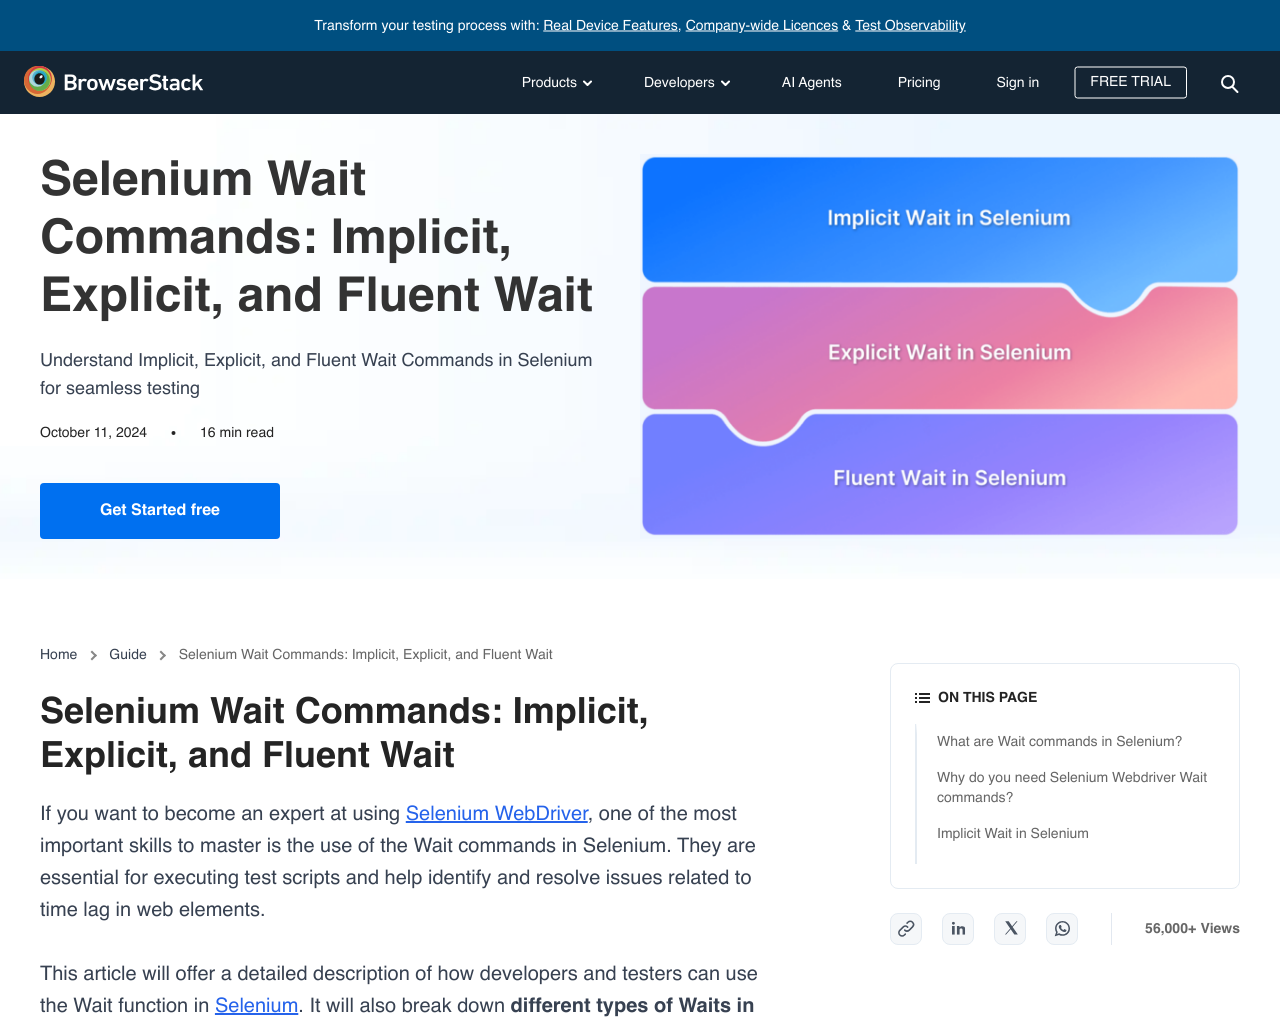 Transform your testing process with: Real Device Features, Company-wide Licences & Test Observability
BrowserStack
Products
Developers
AI Agents
Pricing
Sign in
FREE TRIAL
Selenium Wait
Commands: Implicit,
Explicit, and Fluent Wait
Understand Implicit, Explicit, and Fluent Wait Commands in Selenium
for seamless testing
October 11, 2024 • 16 min read
Get Started free
Implicit Wait in Selenium
Explicit Wait in Selenium
Fluent Wait in Selenium
Home > Guide > Selenium Wait Commands: Implicit, Explicit, and Fluent Wait
Selenium Wait Commands: Implicit,
Explicit, and Fluent Wait
If you want to become an expert at using Selenium WebDriver, one of the most
important skills to master is the use of the Wait commands in Selenium. They are
essential for executing test scripts and help identify and resolve issues related to
time lag in web elements.
This article will offer a detailed description of how developers and testers can use
the Wait function in Selenium. It will also break down different types of Waits in
ON THIS PAGE
What are Wait commands in Selenium?
Why do you need Selenium Webdriver Wait
commands?
Implicit Wait in Selenium
56,000+ Views